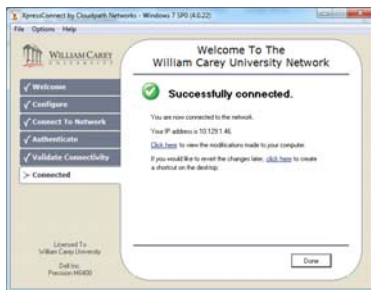 XpressConnect by Cloudpath Networks - Windows 7 SP0 (4.0.22)
File Options Help
WILLIAM CAREY
UNIVERSITY
Welcome To The
William Carey University Network
✓ Welcome
✓ Configure
✓ Connect To Network
✓ Authenticate
✓ Validate Connectivity
> Connected
Successfully connected.
You are now connected to the network.
Your IP address is 10.129.1.46.
Click here to view the modifications made to your computer.
If you would like to revert the changes later, click here to create
a shortcut on the desktop.
Licensed To
William Carey University
Dell Inc.
Precision M6400
Done